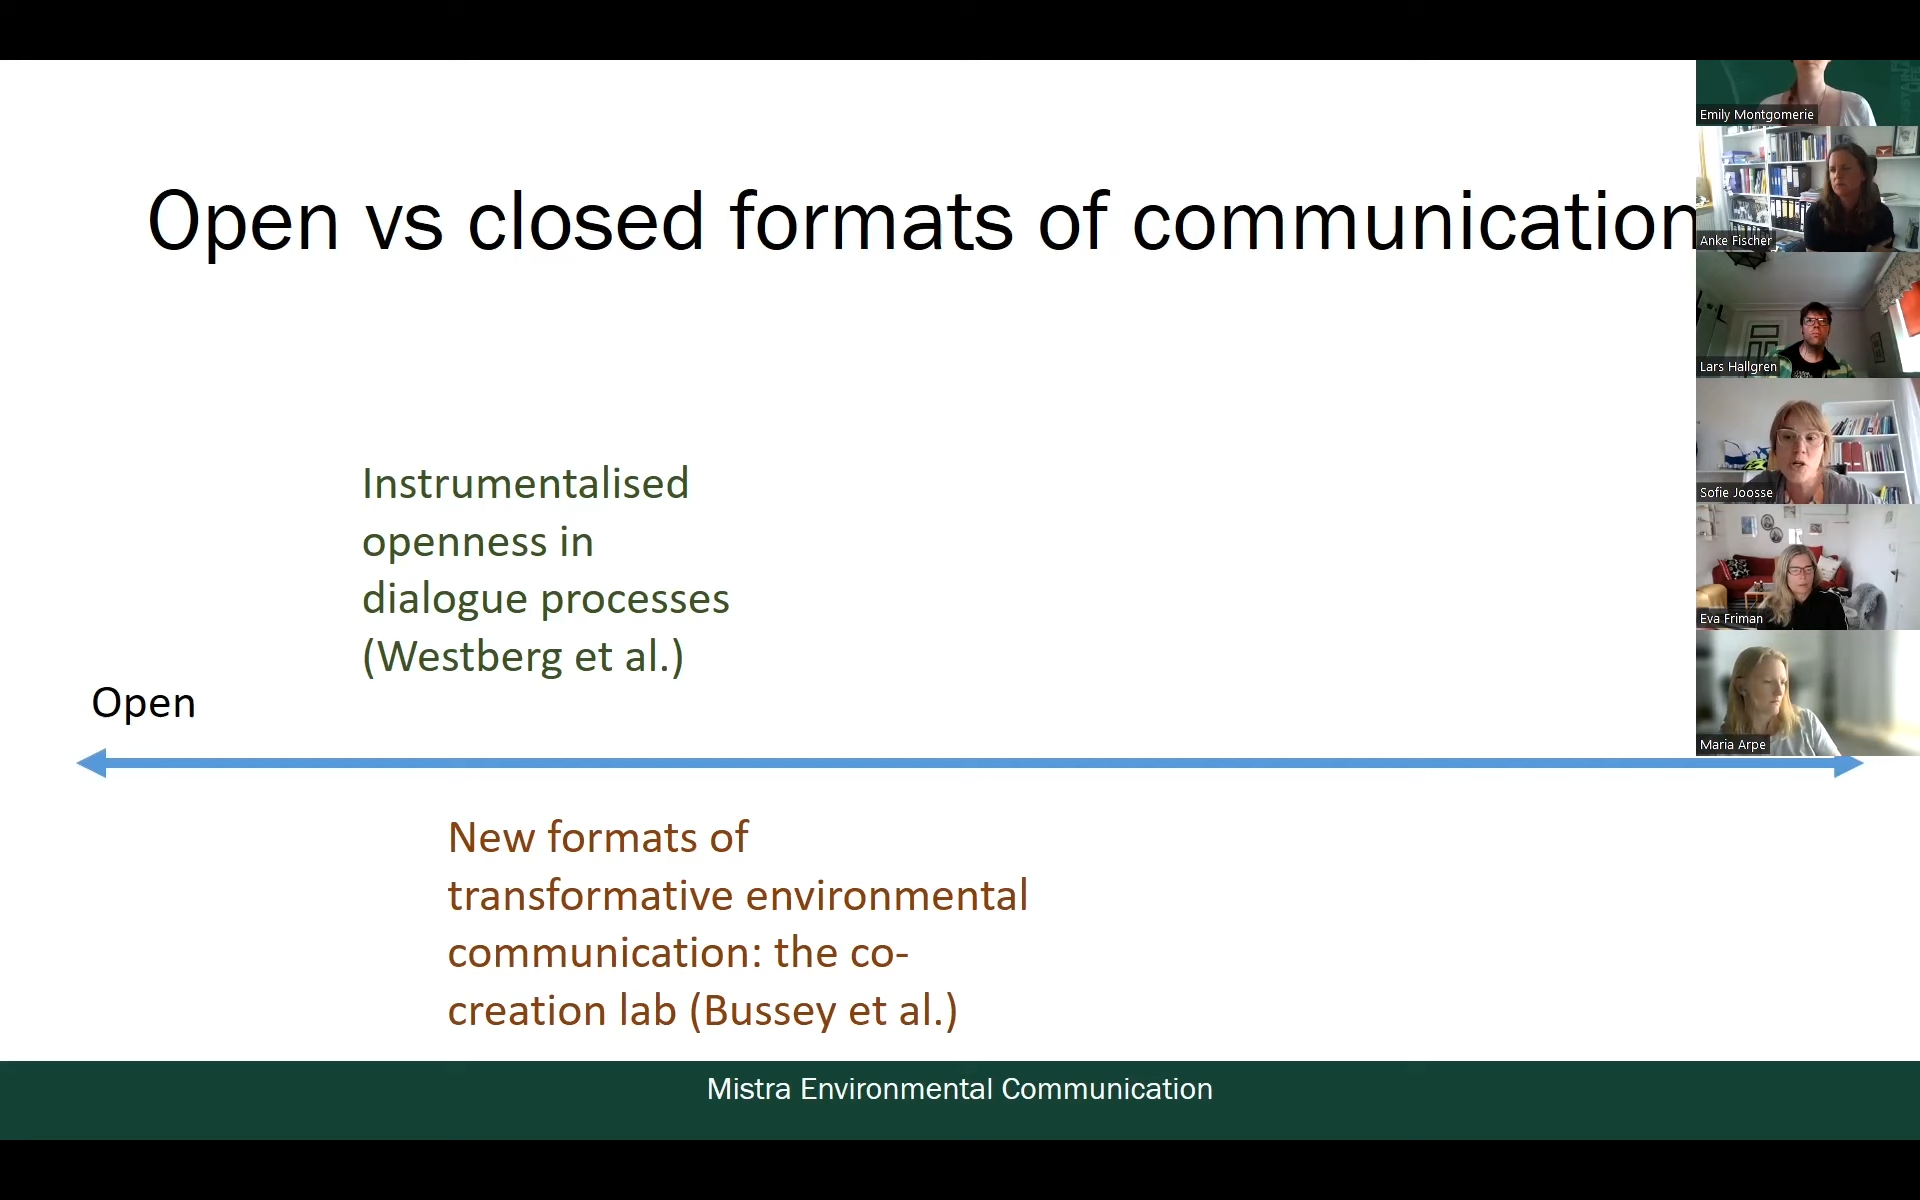 Open vs closed formats of communication
Instrumentalised
openness in
dialogue processes
(Westberg et al.)
Open
New formats of
transformative environmental
communication: the co-
creation lab (Bussey et al.)
Mistra Environmental Communication
Emily Montgomerie
Anke Fischer
Lars Hallgren
Sofie Joosse
Eva Friman
Maria Arpe